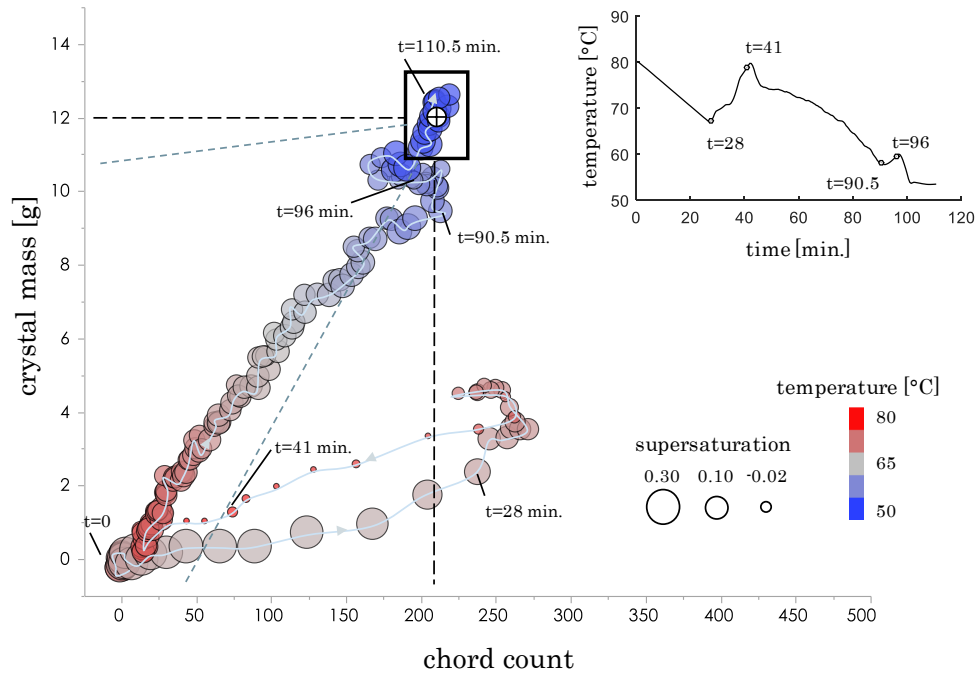 14
12
10
8
6
4
2
0
crystal mass [g]
0
50
100
150
200
250
300
350
400
450
500
chord count
t=110.5 min.
t=96 min.
t=90.5 min.
t=41 min.
t=28 min.
t=0
90
80
70
60
50
temperature [°C]
0
20
40
60
80
100
120
time [min.]
t=41
t=28
t=96
t=90.5
temperature [°C]
80
65
50
supersaturation
0.30
0.10
-0.02